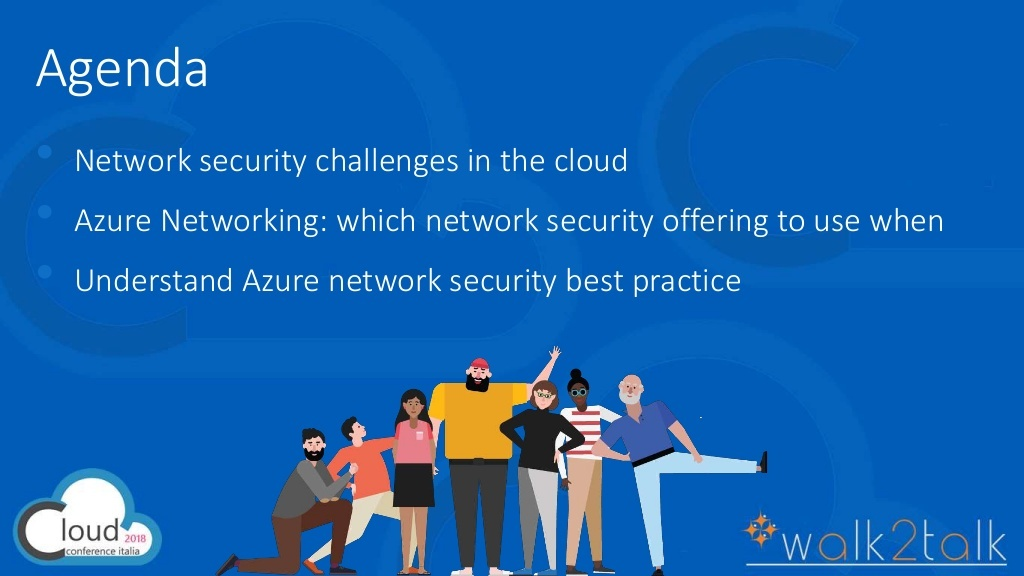 Agenda
Network security challenges in the cloud
Azure Networking: which network security offering to use when
Understand Azure network security best practice
Cloud 2018
conference italia
walk2talk